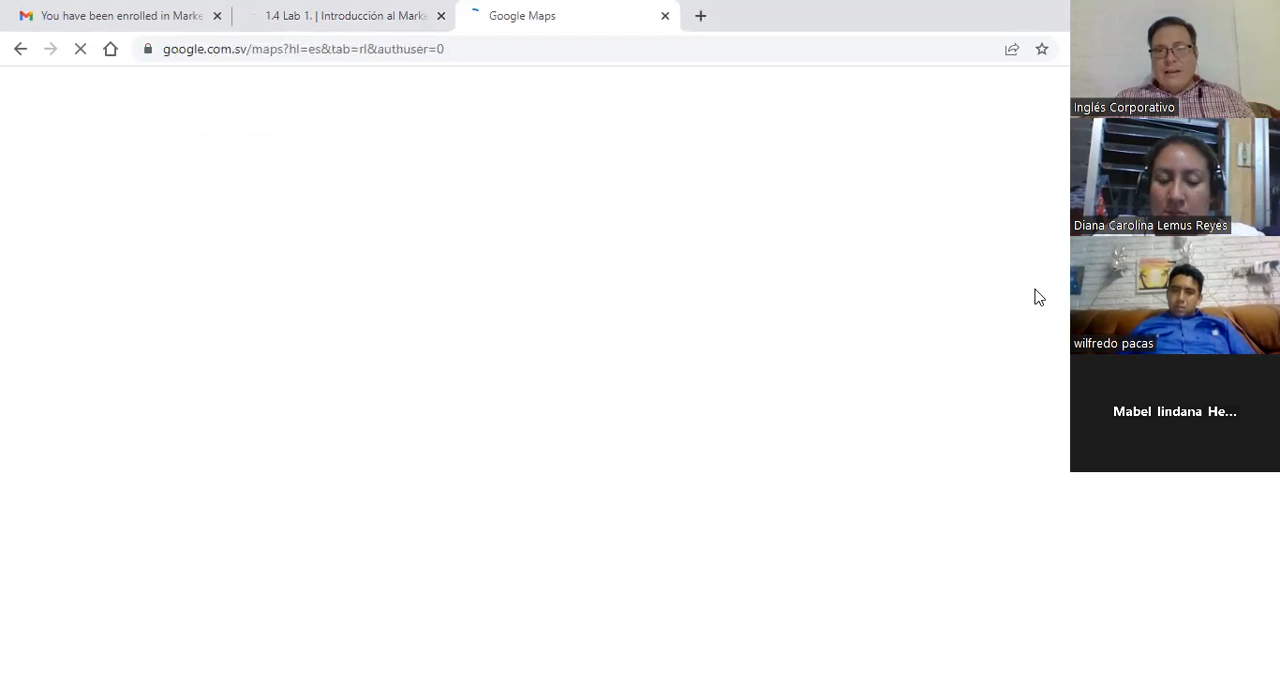 You have been enrolled in Marke
1.4 Lab 1. | Introducción al Mark
Google Maps
google.com.sv/maps?hl=es&tab=rl&authuser=0
Inglés Corporativo
Diana Carolina Lemus Reyes
wilfredo pacas
Mabel lindana He...